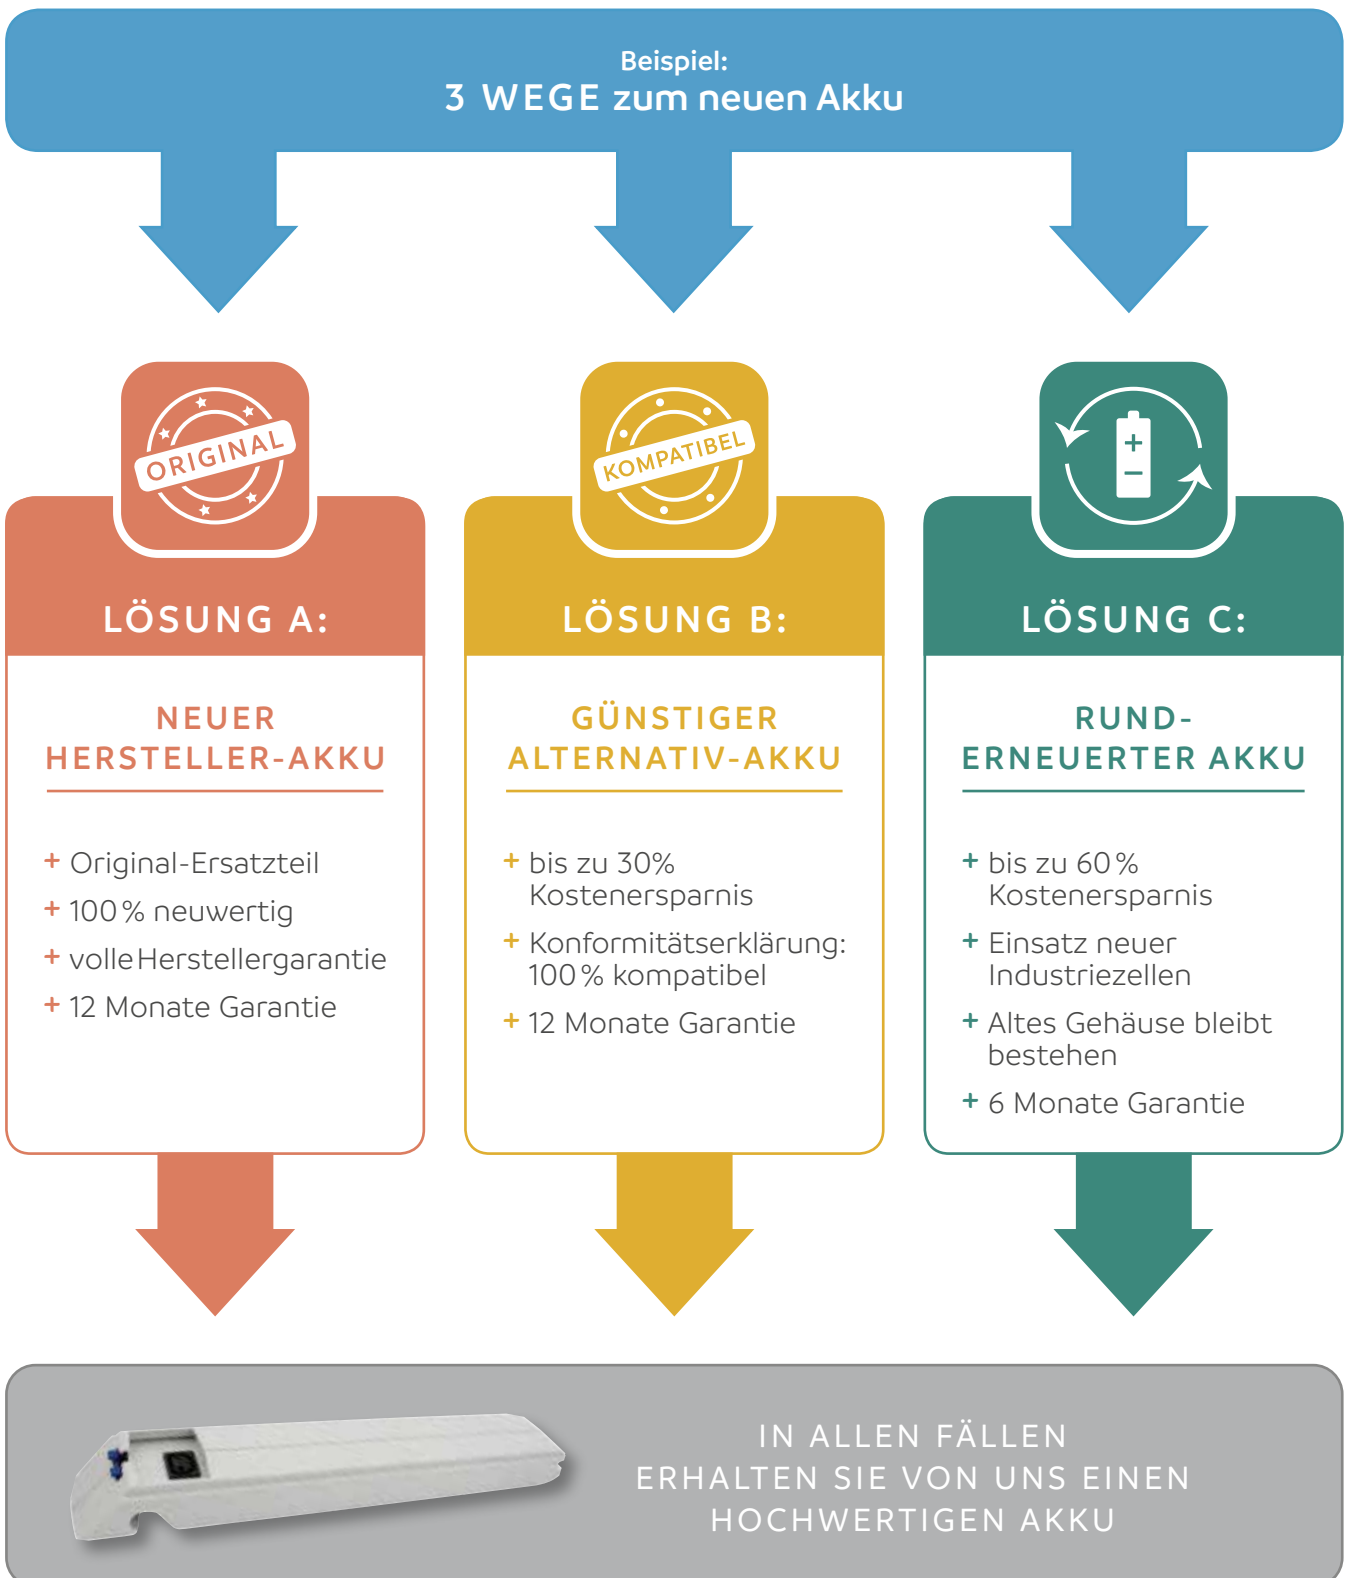 Beispiel:
3 WEGE zum neuen Akku
ORIGINAL
KOMPATIBEL
+
−
LÖSUNG A:
NEUER
HERSTELLER-AKKU
+ Original-Ersatzteil
+ 100 % neuwertig
+ volle Herstellergarantie
+ 12 Monate Garantie
LÖSUNG B:
GÜNSTIGER
ALTERNATIV-AKKU
+ bis zu 30%
Kostenersparnis
+ Konformitätserklärung:
100 % kompatibel
+ 12 Monate Garantie
LÖSUNG C:
RUND-
ERNEUERTER AKKU
+ bis zu 60 %
Kostenersparnis
+ Einsatz neuer
Industriezellen
+ Altes Gehäuse bleibt
bestehen
+ 6 Monate Garantie
IN ALLEN FÄLLEN
ERHALTEN SIE VON UNS EINEN
HOCHWERTIGEN AKKU